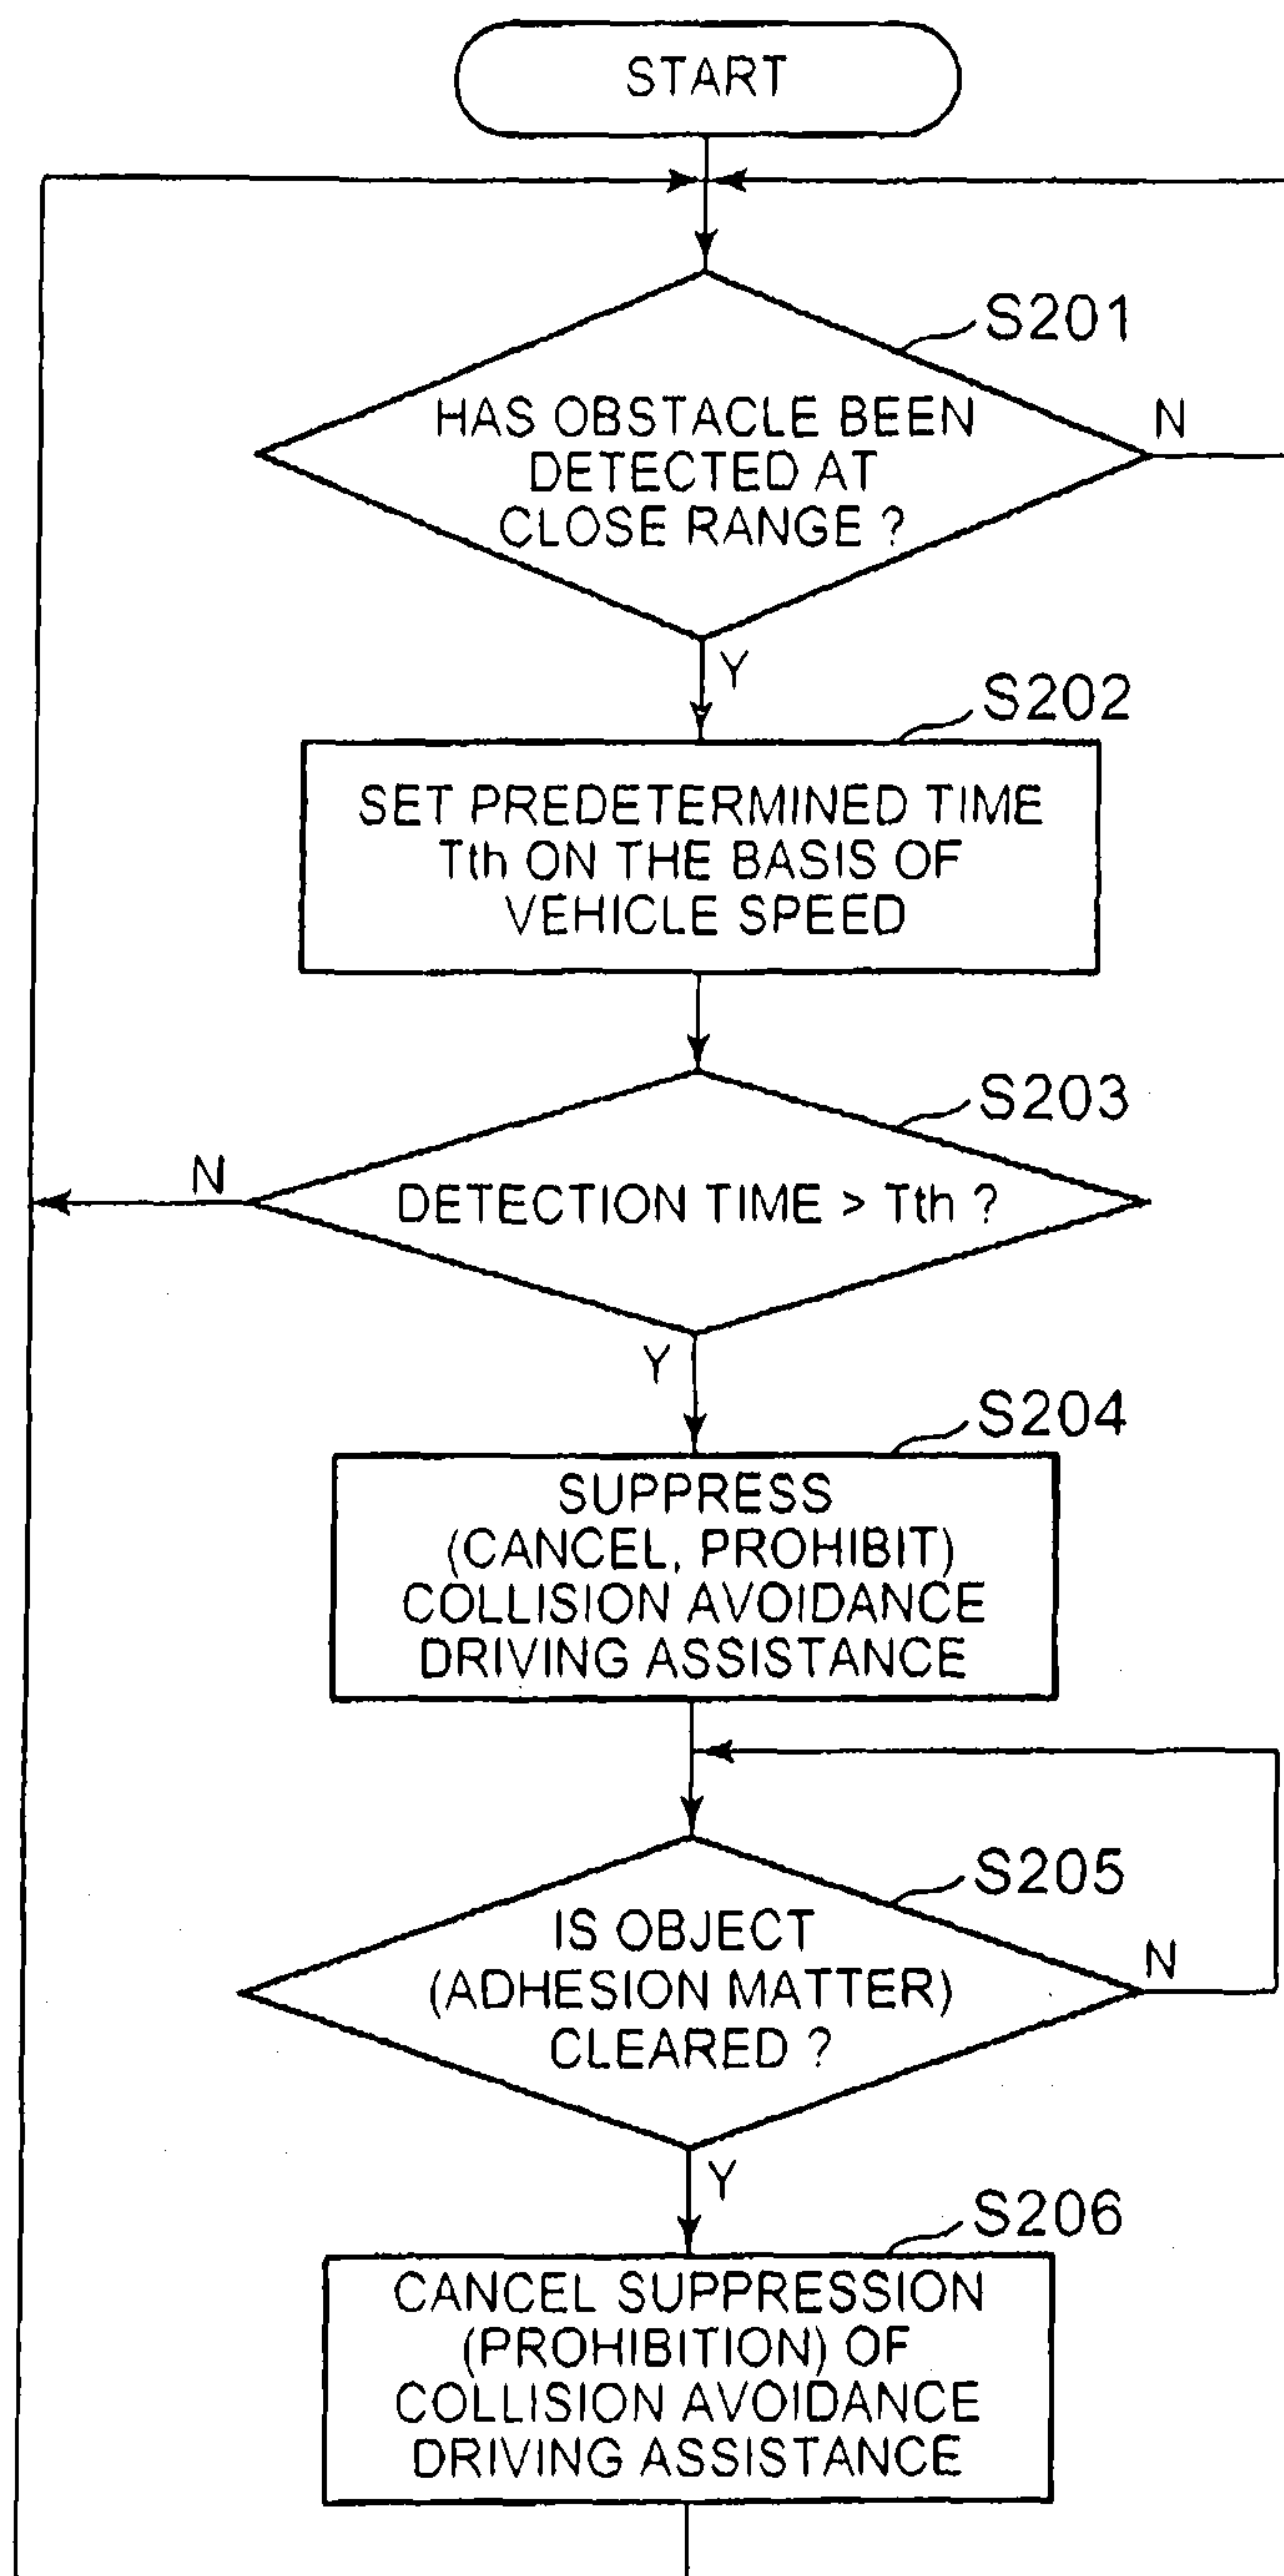 START
S201
HAS OBSTACLE BEEN
DETECTED AT
CLOSE RANGE ?
N
Y
S202
SET PREDETERMINED TIME
Tth ON THE BASIS OF
VEHICLE SPEED
S203
N
DETECTION TIME > Tth ?
Y
S204
SUPPRESS
(CANCEL, PROHIBIT)
COLLISION AVOIDANCE
DRIVING ASSISTANCE
S205
IS OBJECT
(ADHESION MATTER)
CLEARED ?
N
Y
S206
CANCEL SUPPRESSION
(PROHIBITION) OF
COLLISION AVOIDANCE
DRIVING ASSISTANCE